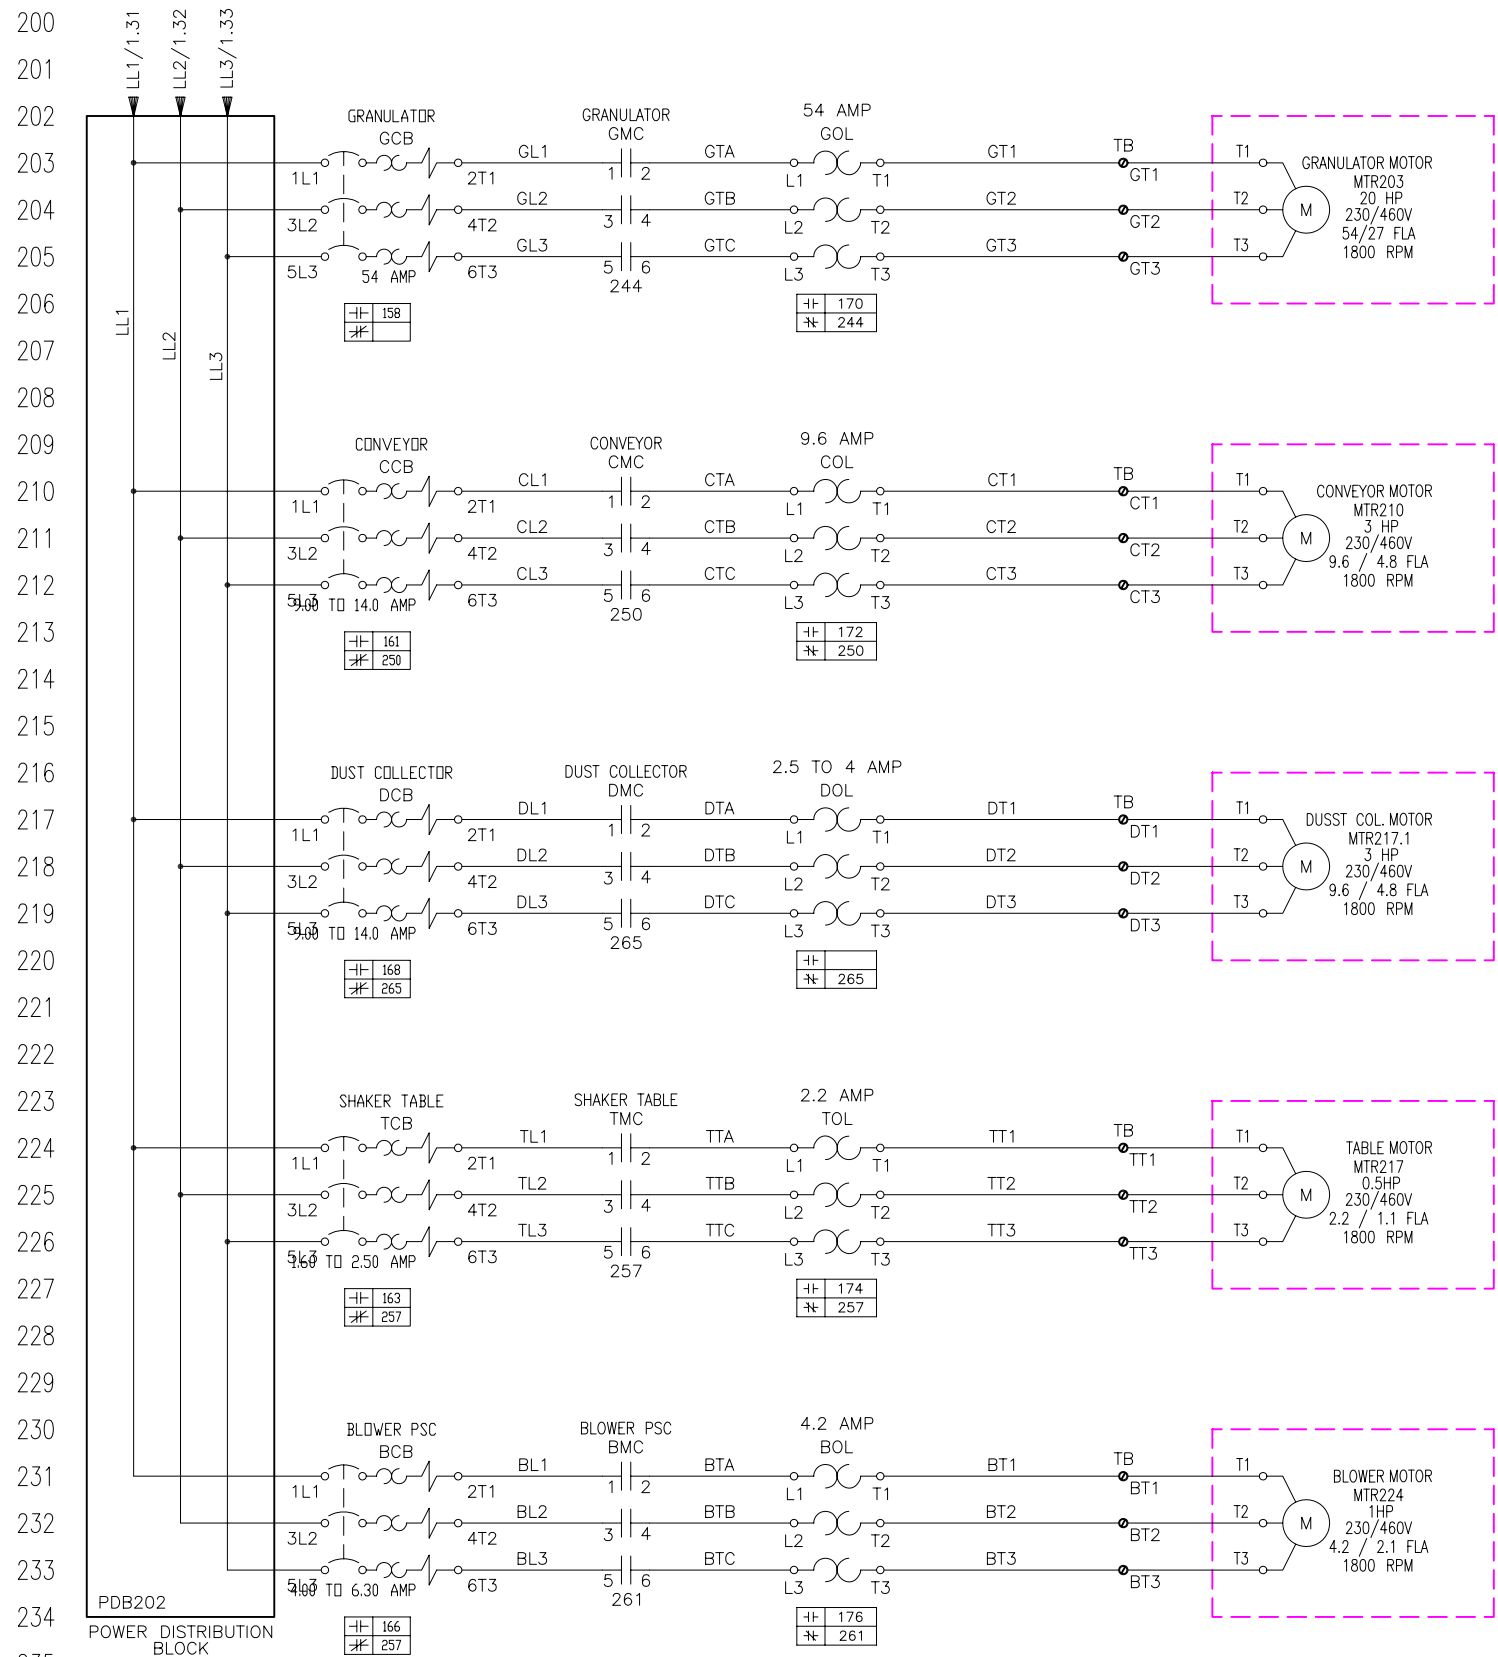 200
LL1/1.31
LL2/1.32
LL3/1.33
201
202
GRANULATOR
GCB
GRANULATOR
GMC
54 AMP
GOL
203
1L1
2T1
GL1
1 2
GTA
L1
T1
GT1
TB
GT1
T1
GRANULATOR MOTOR
MTR203
20 HP
230/460V
54/27 FLA
1800 RPM
M
204
3L2
4T2
GL2
3 4
GTB
L2
T2
GT2
GT2
T2
205
5L3
54 AMP
6T3
GL3
5 6
244
GTC
L3
T3
GT3
GT3
T3
206
158
170
244
LL1
LL2
LL3
207
208
209
CONVEYOR
CCB
CONVEYOR
CMC
9.6 AMP
COL
210
1L1
2T1
CL1
1 2
CTA
L1
T1
CT1
TB
CT1
T1
CONVEYOR MOTOR
MTR210
3 HP
230/460V
9.6 / 4.8 FLA
1800 RPM
M
211
3L2
4T2
CL2
3 4
CTB
L2
T2
CT2
CT2
T2
212
5L3
9.00 TO 14.0 AMP
6T3
CL3
5 6
250
CTC
L3
T3
CT3
CT3
T3
213
161
250
172
250
214
215
216
DUST COLLECTOR
DCB
DUST COLLECTOR
DMC
2.5 TO 4 AMP
DOL
217
1L1
2T1
DL1
1 2
DTA
L1
T1
DT1
TB
DT1
T1
DUSST COL. MOTOR
MTR217.1
3 HP
230/460V
9.6 / 4.8 FLA
1800 RPM
M
218
3L2
4T2
DL2
3 4
DTB
L2
T2
DT2
DT2
T2
219
5L3
9.00 TO 14.0 AMP
6T3
DL3
5 6
265
DTC
L3
T3
DT3
DT3
T3
220
168
265
265
221
222
223
SHAKER TABLE
TCB
SHAKER TABLE
TMC
2.2 AMP
TOL
224
1L1
2T1
TL1
1 2
TTA
L1
T1
TT1
TB
TT1
T1
TABLE MOTOR
MTR217
0.5HP
230/460V
2.2 / 1.1 FLA
1800 RPM
M
225
3L2
4T2
TL2
3 4
TTB
L2
T2
TT2
TT2
T2
226
5L3
1.60 TO 2.50 AMP
6T3
TL3
5 6
257
TTC
L3
T3
TT3
TT3
T3
227
163
257
174
257
228
229
230
BLOWER PSC
BCB
BLOWER PSC
BMC
4.2 AMP
BOL
231
1L1
2T1
BL1
1 2
BTA
L1
T1
BT1
TB
BT1
T1
BLOWER MOTOR
MTR224
1HP
230/460V
4.2 / 2.1 FLA
1800 RPM
M
232
3L2
4T2
BL2
3 4
BTB
L2
T2
BT2
BT2
T2
233
5L3
4.00 TO 6.30 AMP
6T3
BL3
5 6
261
BTC
L3
T3
BT3
BT3
T3
PDB202
234
POWER DISTRIBUTION
BLOCK
166
257
176
261